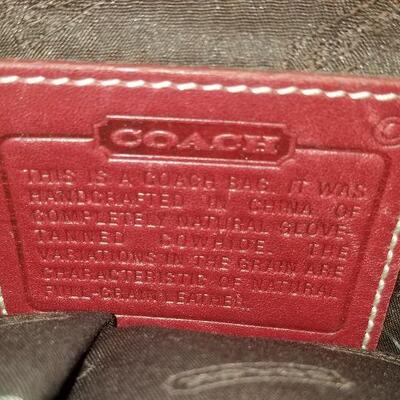 COACH
THIS IS A COACH BAG. IT WAS
HANDCRAFTED IN CHINA OF
COMPLETELY NATURAL GLOVE
TANNED COWHIDE THE
VARIATIONS IN THE GRAIN ARE
CHARACTERISTIC OF NATURAL
FULL-GRAIN LEATHER.